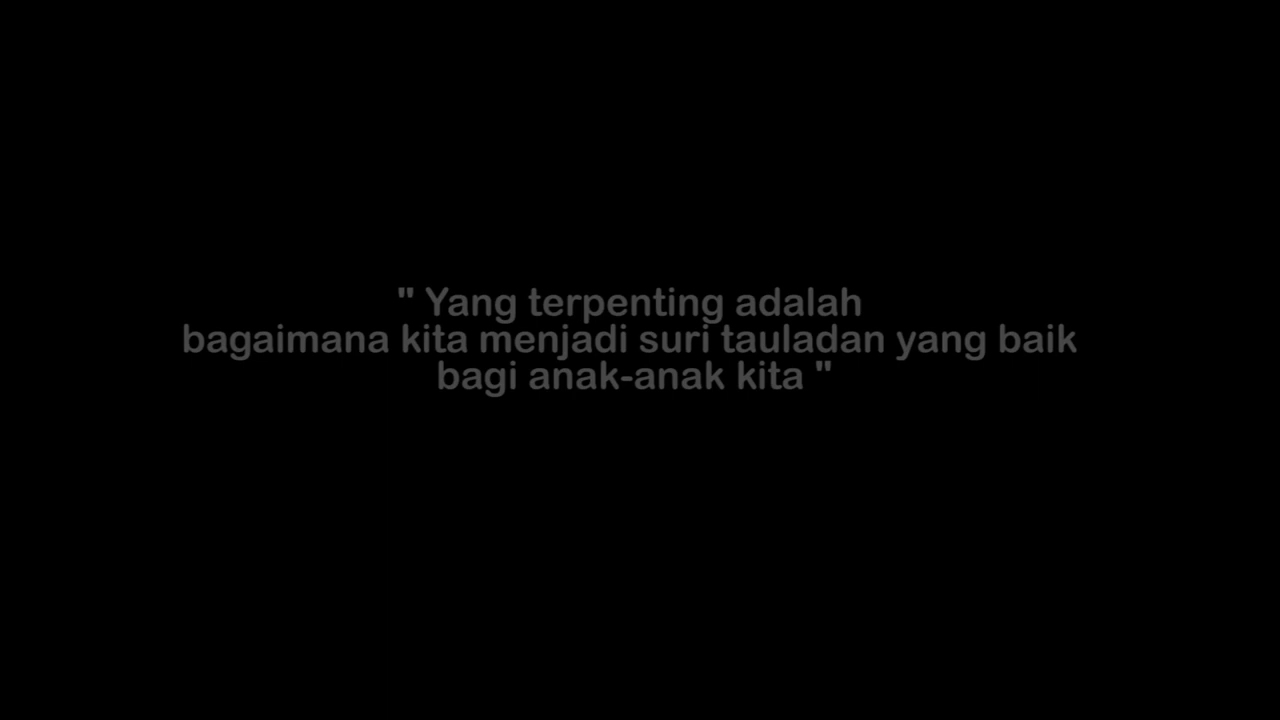 " Yang terpenting adalah
bagaimana kita menjadi suri tauladan yang baik
bagi anak-anak kita "